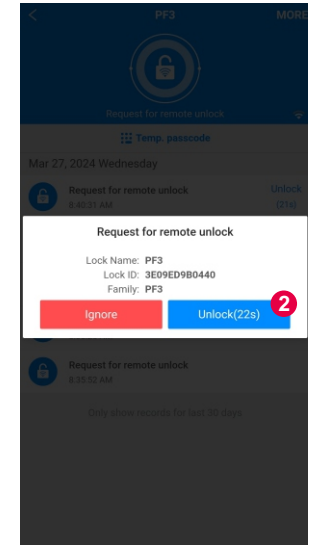 PF3 MORE
Request for remote unlock
Temp. passcode
Mar 27, 2024 Wednesday
Request for remote unlock Unlock
8:40:31 AM (21s)
Request for remote unlock
Lock Name: PF3
Lock ID: 3E09ED9B0440
Family: PF3
Ignore Unlock(22s) 2
Request for remote unlock
8:35:52 AM
Only show records for last 30 days